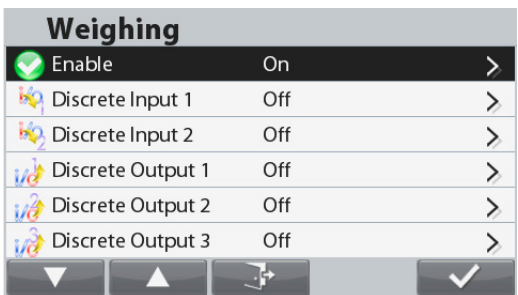 Weighing
Enable On
Discrete Input 1 Off
Discrete Input 2 Off
Discrete Output 1 Off
Discrete Output 2 Off
Discrete Output 3 Off